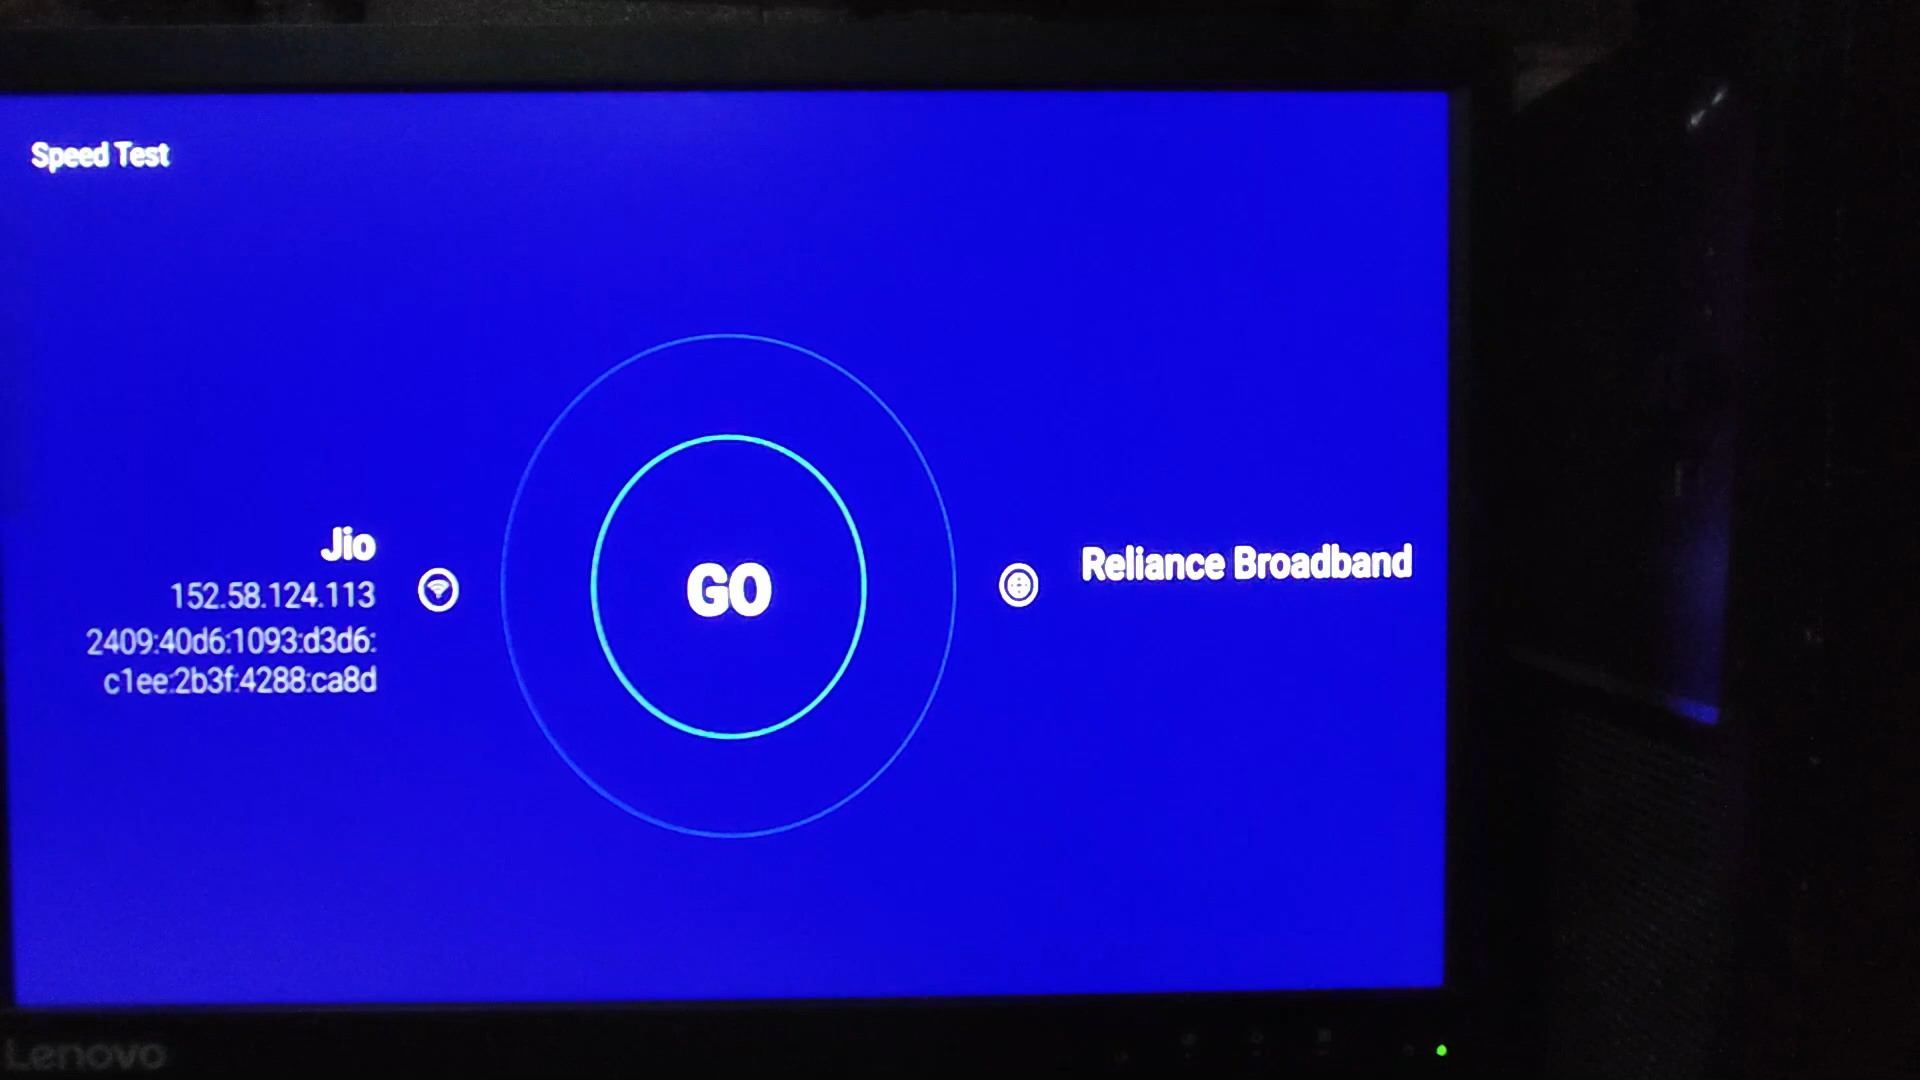 Speed Test
Jio
152.58.124.113
2409:40d6:1093:d3d6:
c1ee:2b3f:4288:ca8d
GO
Reliance Broadband
Lenovo